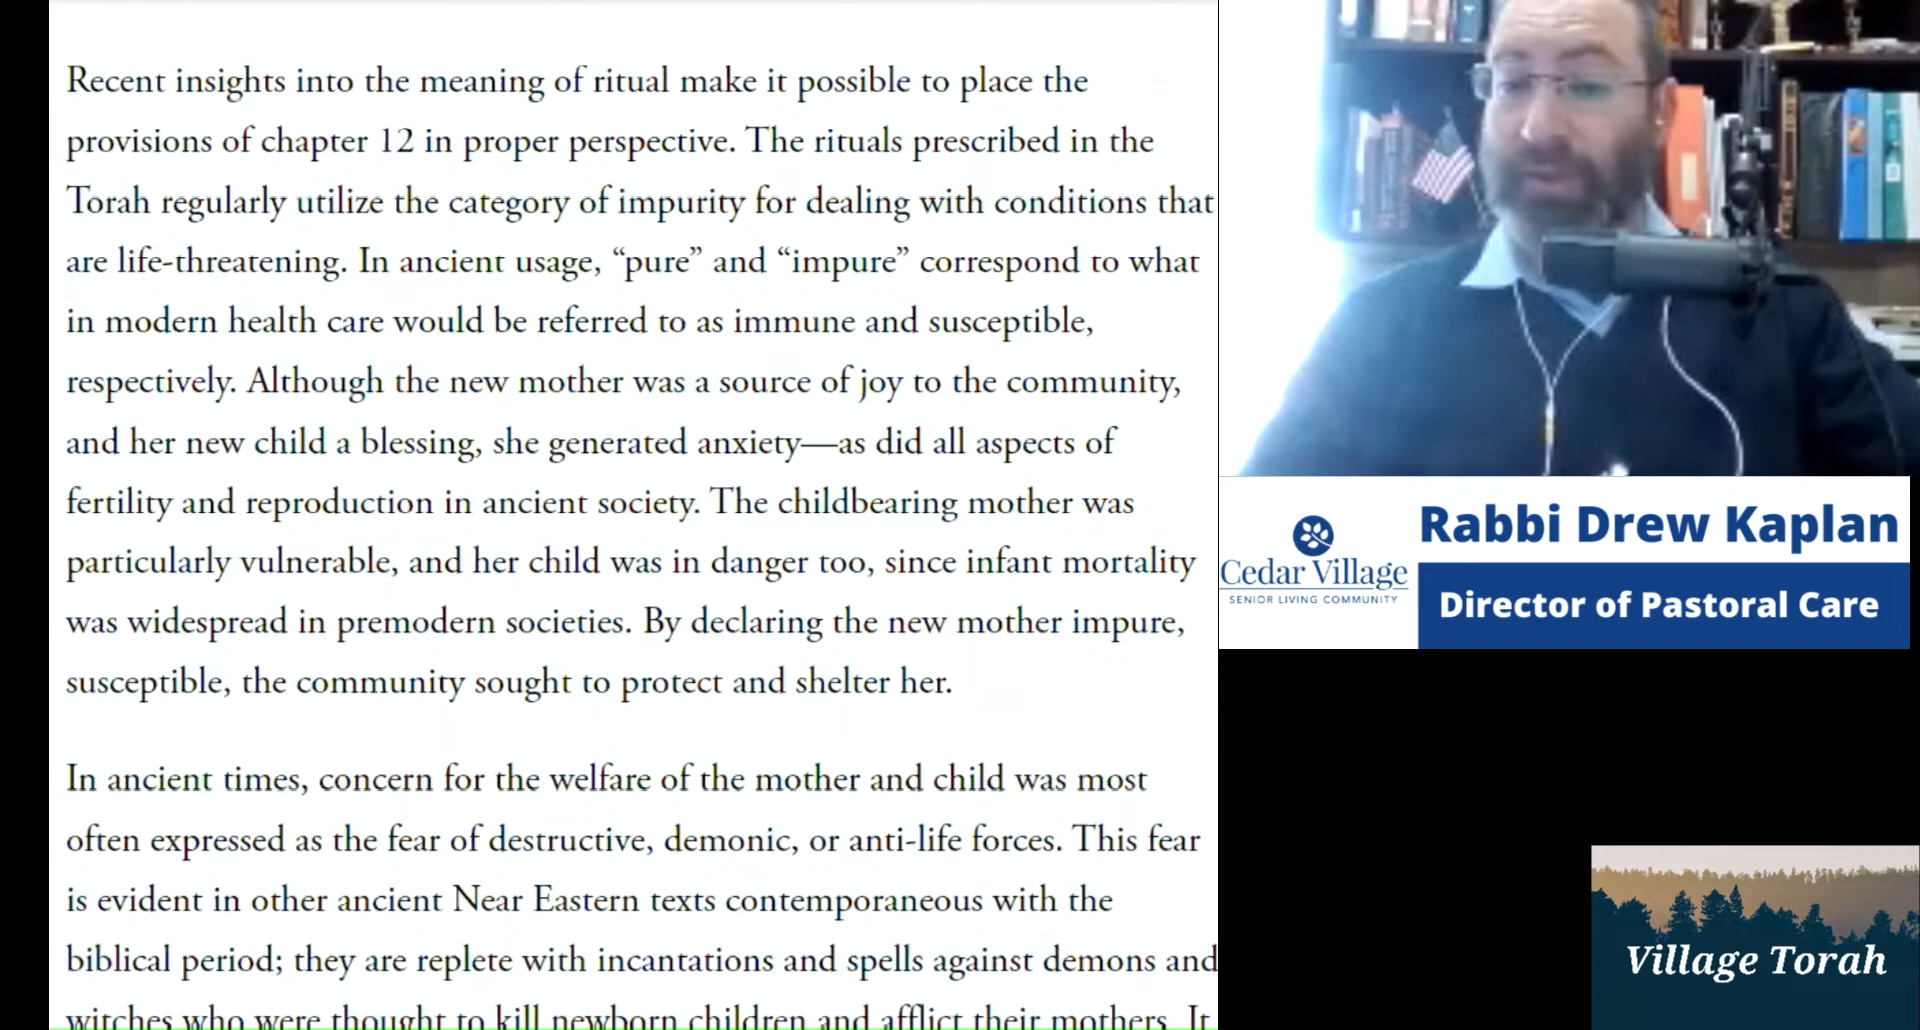 Recent insights into the meaning of ritual make it possible to place the
provisions of chapter 12 in proper perspective. The rituals prescribed in the
Torah regularly utilize the category of impurity for dealing with conditions that
are life-threatening. In ancient usage, “pure” and “impure” correspond to what
in modern health care would be referred to as immune and susceptible,
respectively. Although the new mother was a source of joy to the community,
and her new child a blessing, she generated anxiety—as did all aspects of
fertility and reproduction in ancient society. The childbearing mother was
particularly vulnerable, and her child was in danger too, since infant mortality
was widespread in premodern societies. By declaring the new mother impure,
susceptible, the community sought to protect and shelter her.
In ancient times, concern for the welfare of the mother and child was most
often expressed as the fear of destructive, demonic, or anti-life forces. This fear
is evident in other ancient Near Eastern texts contemporaneous with the
biblical period; they are replete with incantations and spells against demons and
witches who were thought to kill newborn children and afflict their mothers. It
Cedar Village
SENIOR LIVING COMMUNITY
Rabbi Drew Kaplan
Director of Pastoral Care
Village Torah